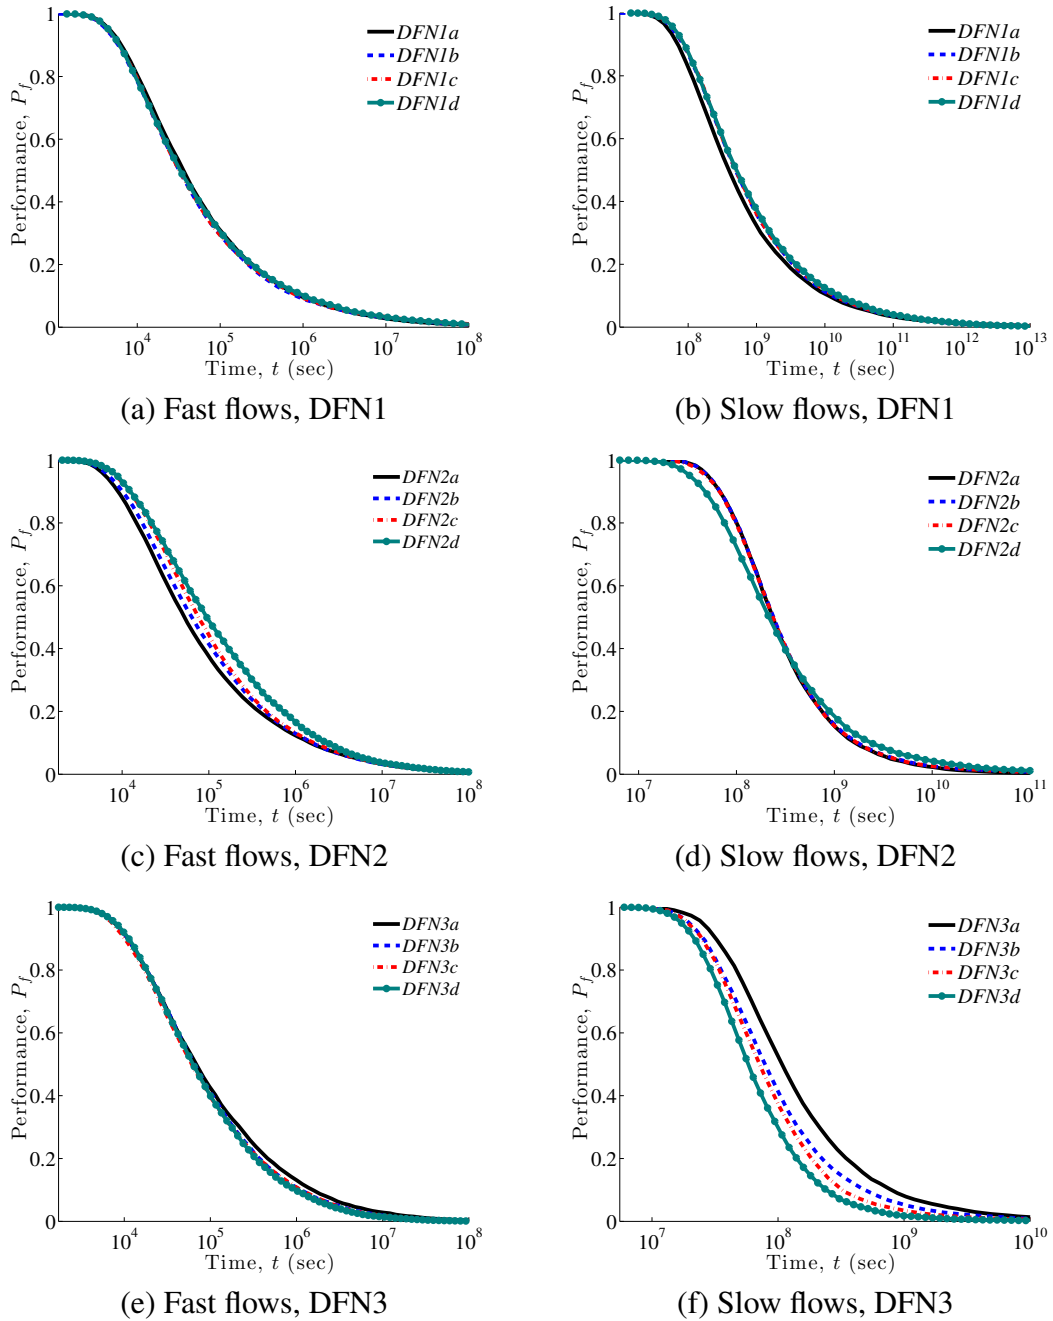 1
0.8
0.6
0.4
0.2
0
Performance, P_f
DFN1a
DFN1b
DFN1c
DFN1d
10^4
10^5
10^6
10^7
10^8
Time, t (sec)
(a) Fast flows, DFN1
1
0.8
0.6
0.4
0.2
0
Performance, P_f
DFN1a
DFN1b
DFN1c
DFN1d
10^8
10^9
10^10
10^11
10^12
10^13
Time, t (sec)
(b) Slow flows, DFN1
1
0.8
0.6
0.4
0.2
0
Performance, P_f
DFN2a
DFN2b
DFN2c
DFN2d
10^4
10^5
10^6
10^7
10^8
Time, t (sec)
(c) Fast flows, DFN2
1
0.8
0.6
0.4
0.2
0
Performance, P_f
DFN2a
DFN2b
DFN2c
DFN2d
10^7
10^8
10^9
10^10
10^11
Time, t (sec)
(d) Slow flows, DFN2
1
0.8
0.6
0.4
0.2
0
Performance, P_f
DFN3a
DFN3b
DFN3c
DFN3d
10^4
10^5
10^6
10^7
10^8
Time, t (sec)
(e) Fast flows, DFN3
1
0.8
0.6
0.4
0.2
0
Performance, P_f
DFN3a
DFN3b
DFN3c
DFN3d
10^7
10^8
10^9
10^10
Time, t (sec)
(f) Slow flows, DFN3